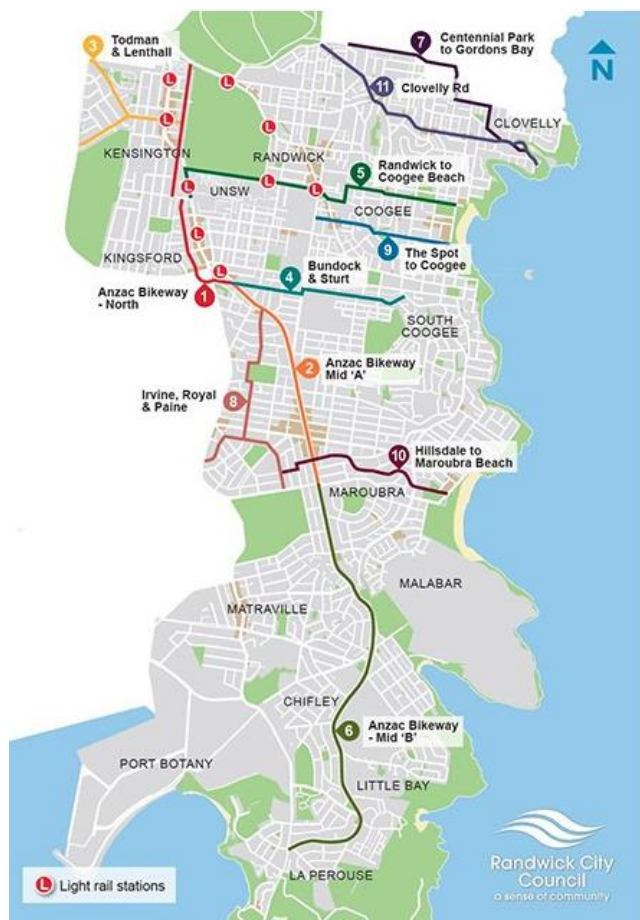 3
Todman
& Lenthall
7
Centennial Park
to Gordons Bay
11
Clovelly Rd
N
CLOVELLY
L
L
L
L
KENSINGTON
RANDWICK
5
Randwick to
Coogee Beach
L
L
L
UNSW
COOGEE
L
KINGSFORD
9
The Spot
to Coogee
L
4
Bundock
& Sturt
1
Anzac Bikeway
- North
SOUTH
COOGEE
2
Anzac Bikeway
Mid 'A'
8
Irvine, Royal
& Paine
10
Hillsdale to
Maroubra Beach
MAROUBRA
MALABAR
MATRAVILLE
CHIFLEY
6
Anzac Bikeway
- Mid 'B'
PORT BOTANY
LITTLE BAY
LA PEROUSE
L Light rail stations
Randwick City
Council
a sense of community